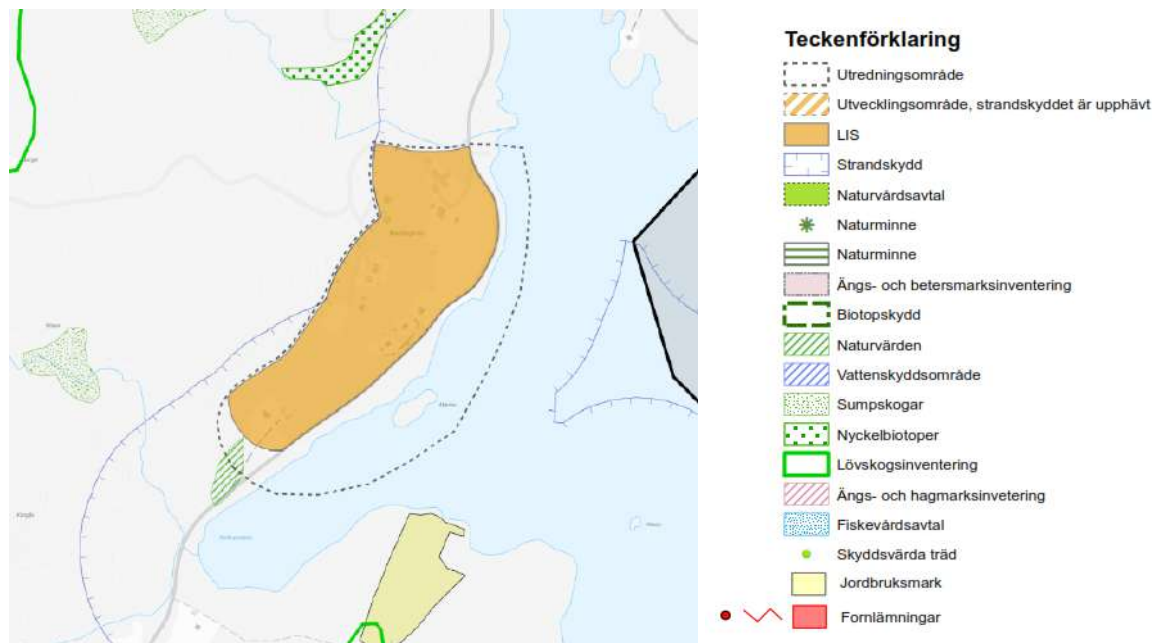 Teckenförklaring
Utredningsområde
Utvecklingsområde, strandskyddet är upphävt
LIS
Strandskydd
Naturvårdsavtal
Naturminne
Naturminne
Ängs- och betersmarksinventering
Biotopskydd
Naturvärden
Vattenskyddsområde
Sumpskogar
Nyckelbiotoper
Lövskogsinventering
Ängs- och hagmarksinvetering
Fiskevårdsavtal
Skyddsvärda träd
Jordbruksmark
Fornlämningar